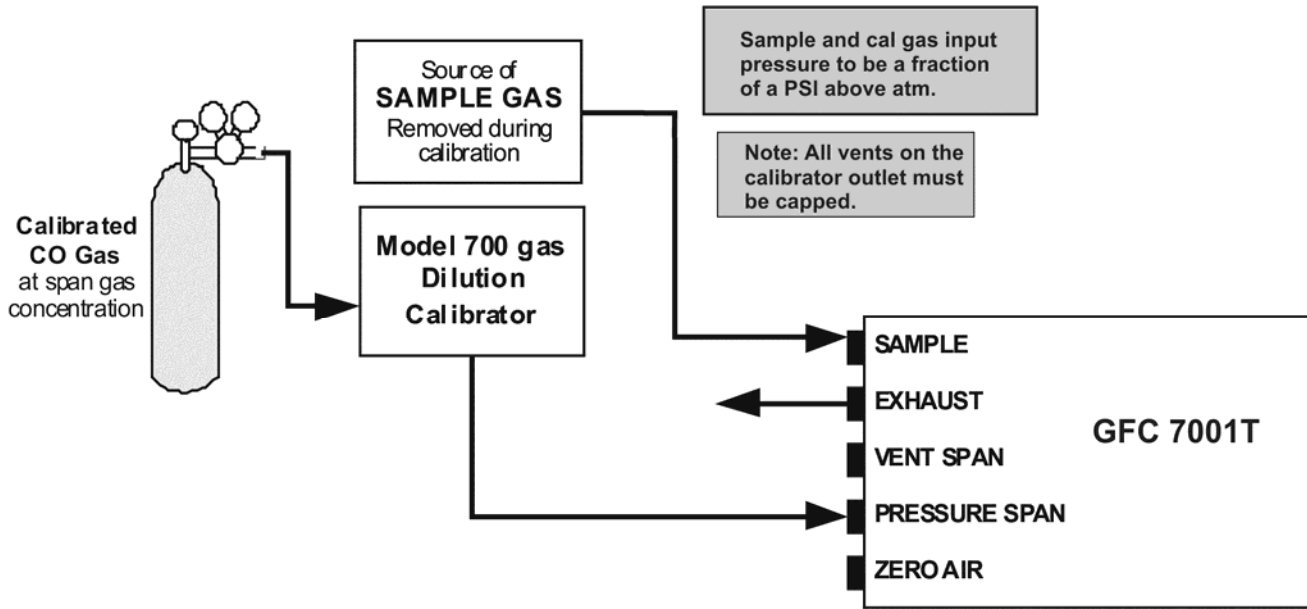 Source of
SAMPLE GAS
Removed during
calibration
Sample and cal gas input
pressure to be a fraction
of a PSI above atm.
Note: All vents on the
calibrator outlet must
be capped.
Calibrated
CO Gas
at span gas
concentration
Model 700 gas
Dilution
Calibrator
SAMPLE
EXHAUST
VENT SPAN
PRESSURE SPAN
ZERO AIR
GFC 7001T